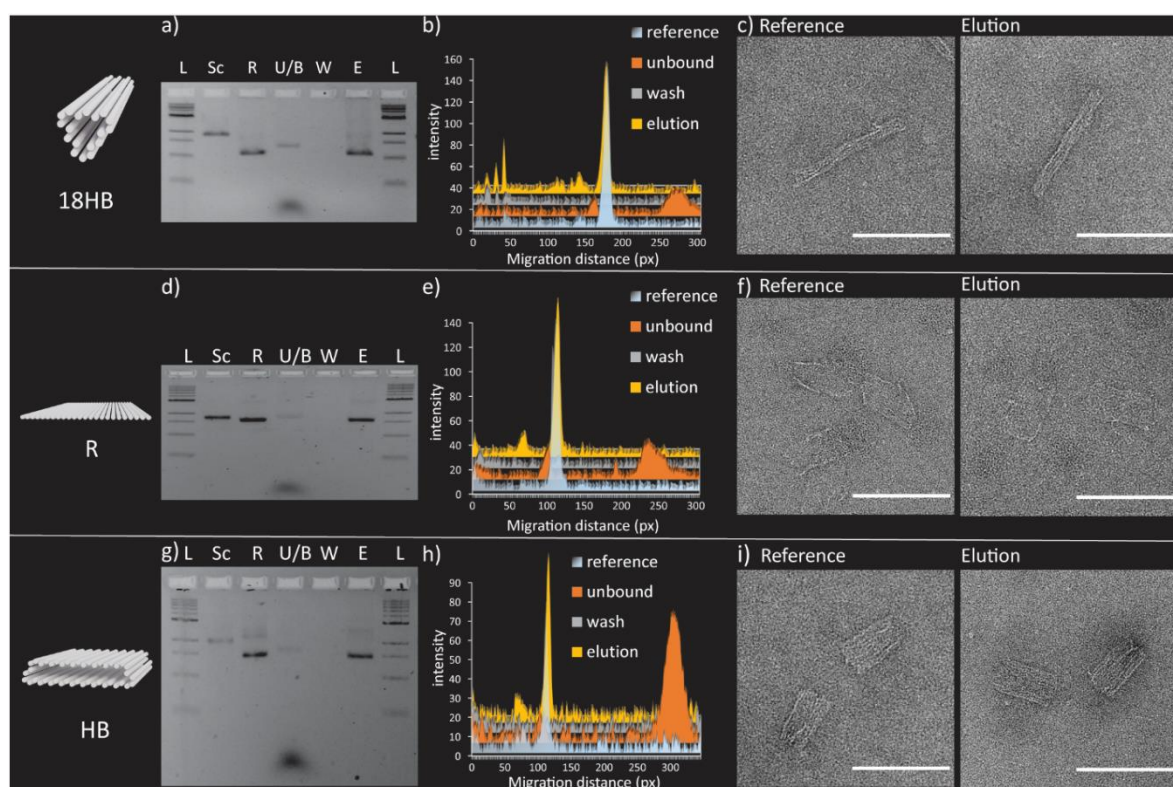 a)
L Sc R U/B W E L
18HB
b)
reference
unbound
wash
elution
intensity
160
140
120
100
80
60
40
20
0
0 50 100 150 200 250 300
Migration distance (px)
c) Reference
Elution
d)
L Sc R U/B W E L
R
e)
reference
unbound
wash
elution
intensity
140
120
100
80
60
40
20
0
0 50 100 150 200 250 300
Migration distance (px)
f) Reference
Elution
g) L Sc R U/B W E L
HB
h)
reference
unbound
wash
elution
intensity
90
80
70
60
50
40
30
20
10
0
0 50 100 150 200 250 300
Migration distance (px)
i) Reference
Elution